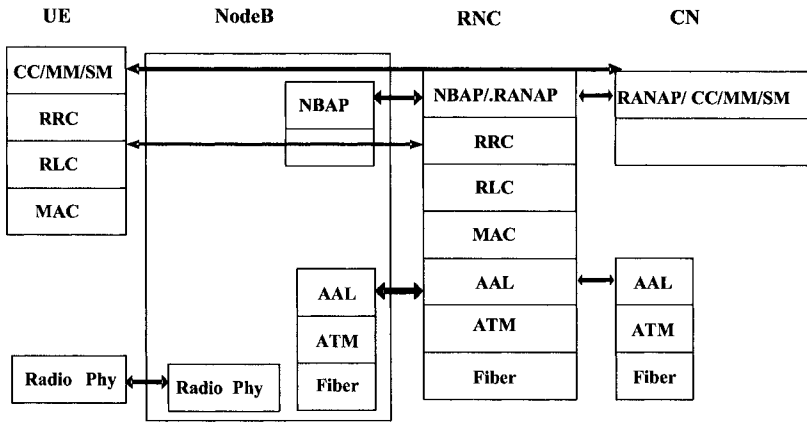 UE NodeB RNC CN
CC/MM/SM
RRC
RLC
MAC
Radio Phy
NBAP
AAL
ATM
Fiber
Radio Phy
NBAP/.RANAP
RRC
RLC
MAC
AAL
ATM
Fiber
RANAP/ CC/MM/SM
AAL
ATM
Fiber